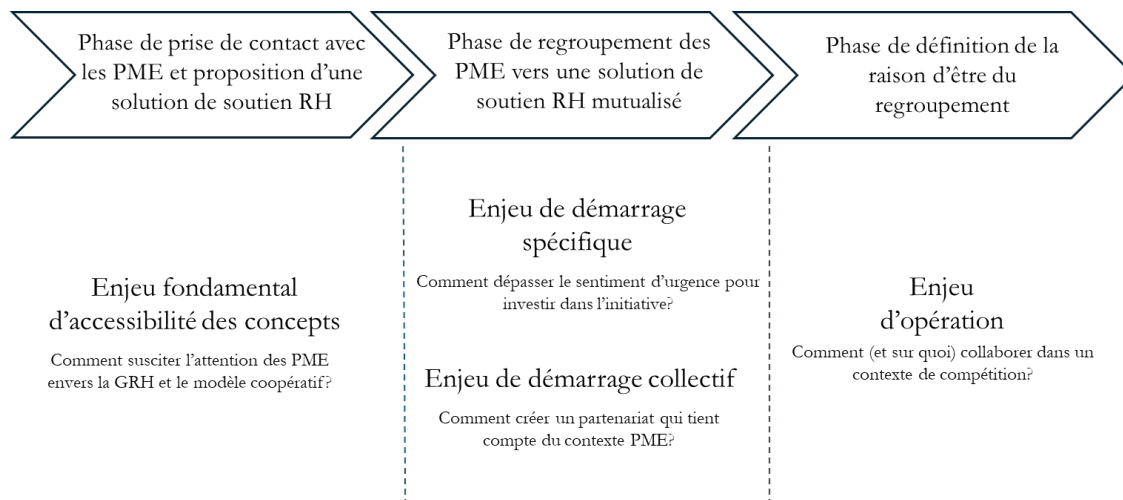 Phase de prise de contact avec
les PME et proposition d'une
solution de soutien RH
Phase de regroupement des
PME vers une solution de
soutien RH mutualisé
Phase de définition de la
raison d'être du
regroupement
Enjeu fondamental
d'accessibilité des concepts
Comment susciter l'attention des PME
envers la GRH et le modèle coopératif?
Enjeu de démarrage
spécifique
Comment dépasser le sentiment d'urgence pour
investir dans l'initiative?
Enjeu de démarrage collectif
Comment créer un partenariat qui tient
compte du contexte PME?
Enjeu
d'opération
Comment (et sur quoi) collaborer dans un
contexte de compétition?